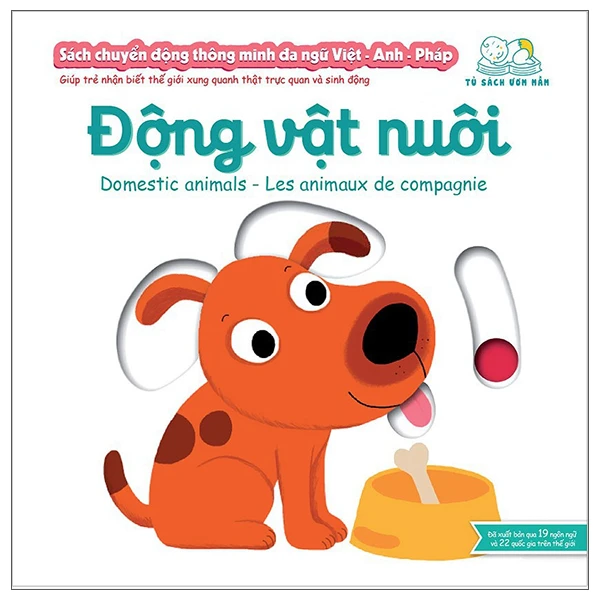 Sách chuyển động thông minh đa ngữ Việt - Anh - Pháp
Giúp trẻ nhận biết thế giới xung quanh thật trực quan và sinh động
TỦ SÁCH ƯƠM MẦM
Động vật nuôi
Domestic animals - Les animaux de compagnie
Đã xuất bản qua 19 ngôn ngữ
và 22 quốc gia trên thế giới